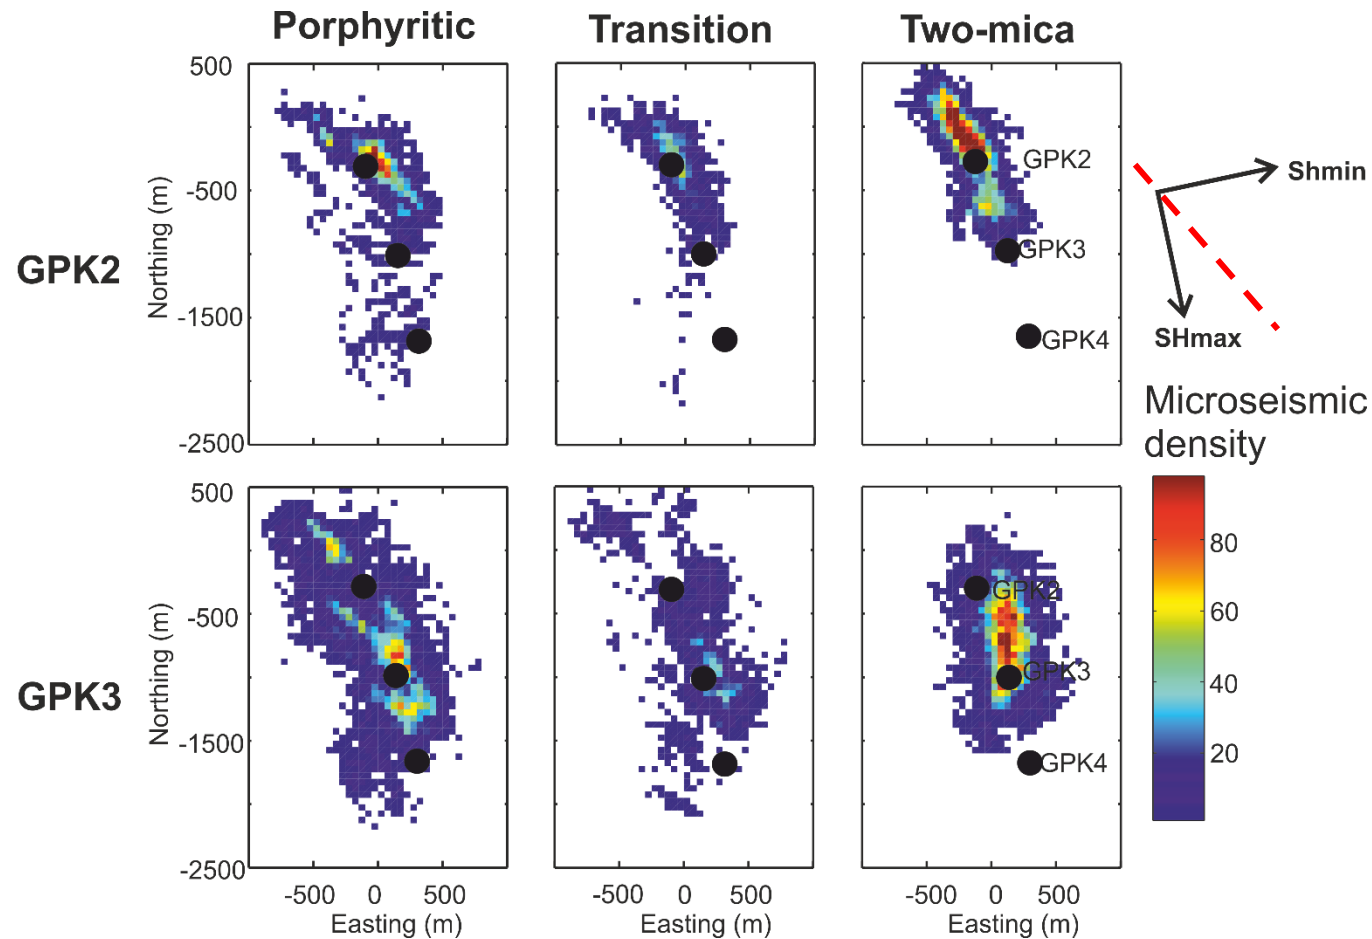 Porphyritic
Transition
Two-mica
500
-500
-1500
-2500
Northing (m)
GPK2
GPK2
GPK3
GPK4
Shmin
SHmax
Microseismic
density
80
60
40
20
500
-500
-1500
-2500
Northing (m)
GPK3
GPK2
GPK3
GPK4
-500 0 500
Easting (m)
-500 0 500
Easting (m)
-500 0 500
Easting (m)